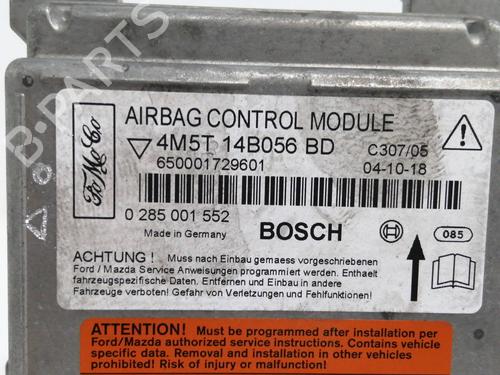 B-PARTS
FoMoCo
AIRBAG CONTROL MODULE
4M5T 14B056 BD
C307/05
650001729601
04-10-18
0 285 001 552
Made in Germany
BOSCH
085
ACHTUNG ! Muss nach Einbau gemaess vorgeschriebenen
Ford / Mazda Service Anweisungen programmiert werden. Enthaelt
fahrzeugspezifische Daten. Entfernen und Einbau in andere
Fahrzeuge verboten! Gefahr von Verletzungen und Fehlfunktionen!
ATTENTION! Must be programmed after installation per
Ford/Mazda authorized service instructions. Contains vehicle
specific data. Removal and installation in other vehicles
prohibited! Risk of injury or malfunction!